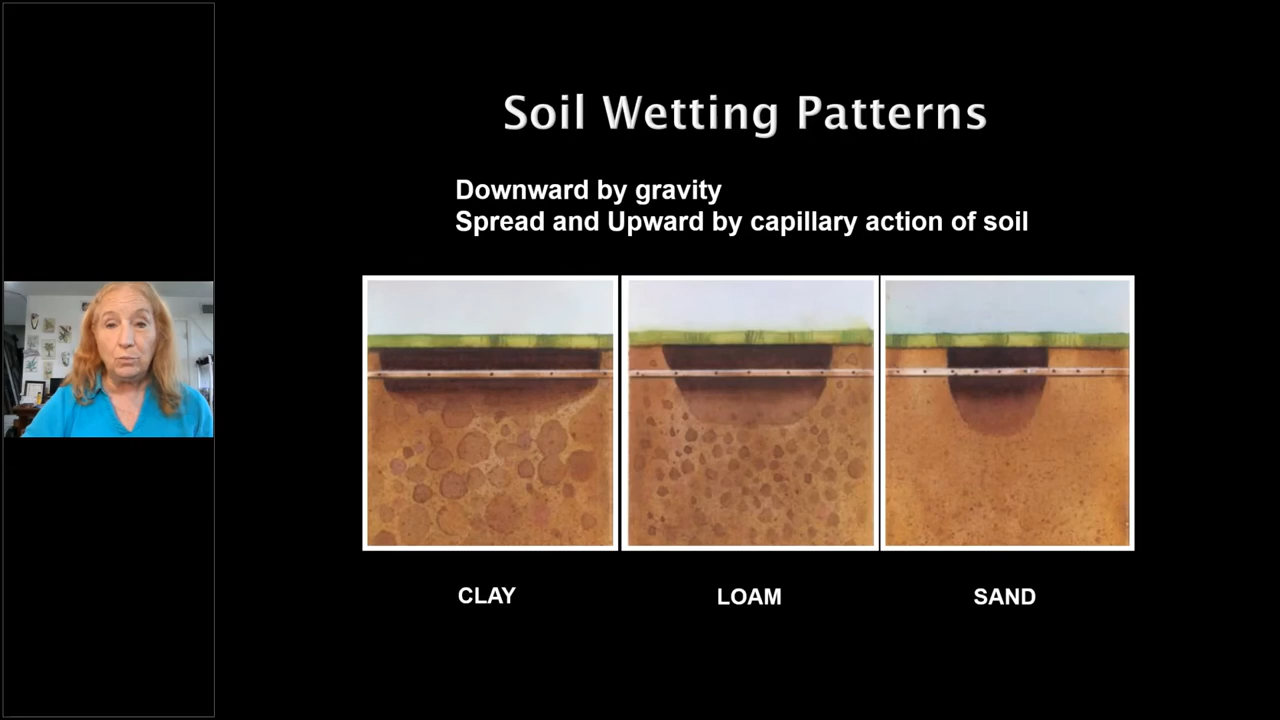 Soil Wetting Patterns
Downward by gravity
Spread and Upward by capillary action of soil
CLAY
LOAM
SAND